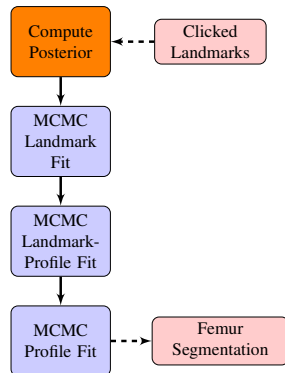 Compute
Posterior
Clicked
Landmarks
MCMC
Landmark
Fit
MCMC
Landmark-
Profile Fit
MCMC
Profile Fit
Femur
Segmentation